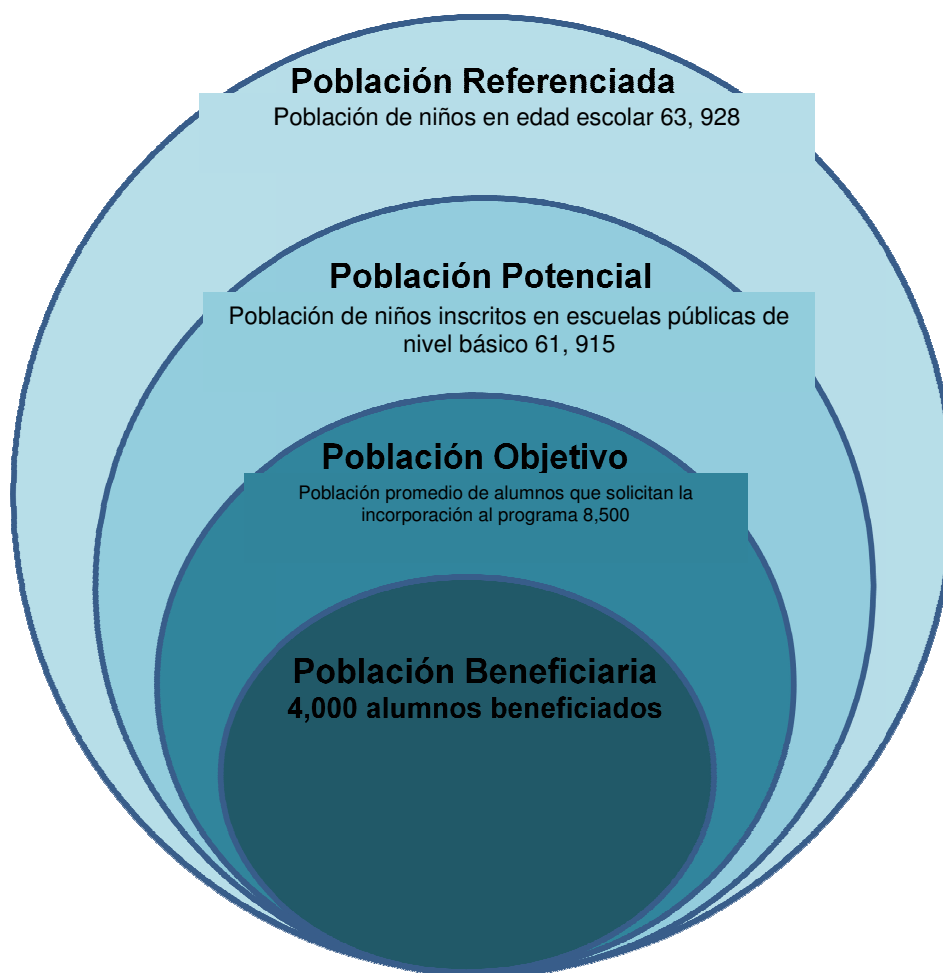 Población Referenciada
Población de niños en edad escolar 63, 928
Población Potencial
Población de niños inscritos en escuelas públicas de
nivel básico 61, 915
Población Objetivo
Población promedio de alumnos que solicitan la
incorporación al programa 8,500
Población Beneficiaria
4,000 alumnos beneficiados